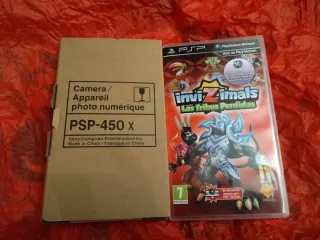 Camera/
Appareil
photo numérique
PSP-450 x
Sony Computer Entertainment Inc.
Made in China / Fabriqué en Chine
PSP
PlayStation Network
inviZimals
Las Tribus Perdidas
7